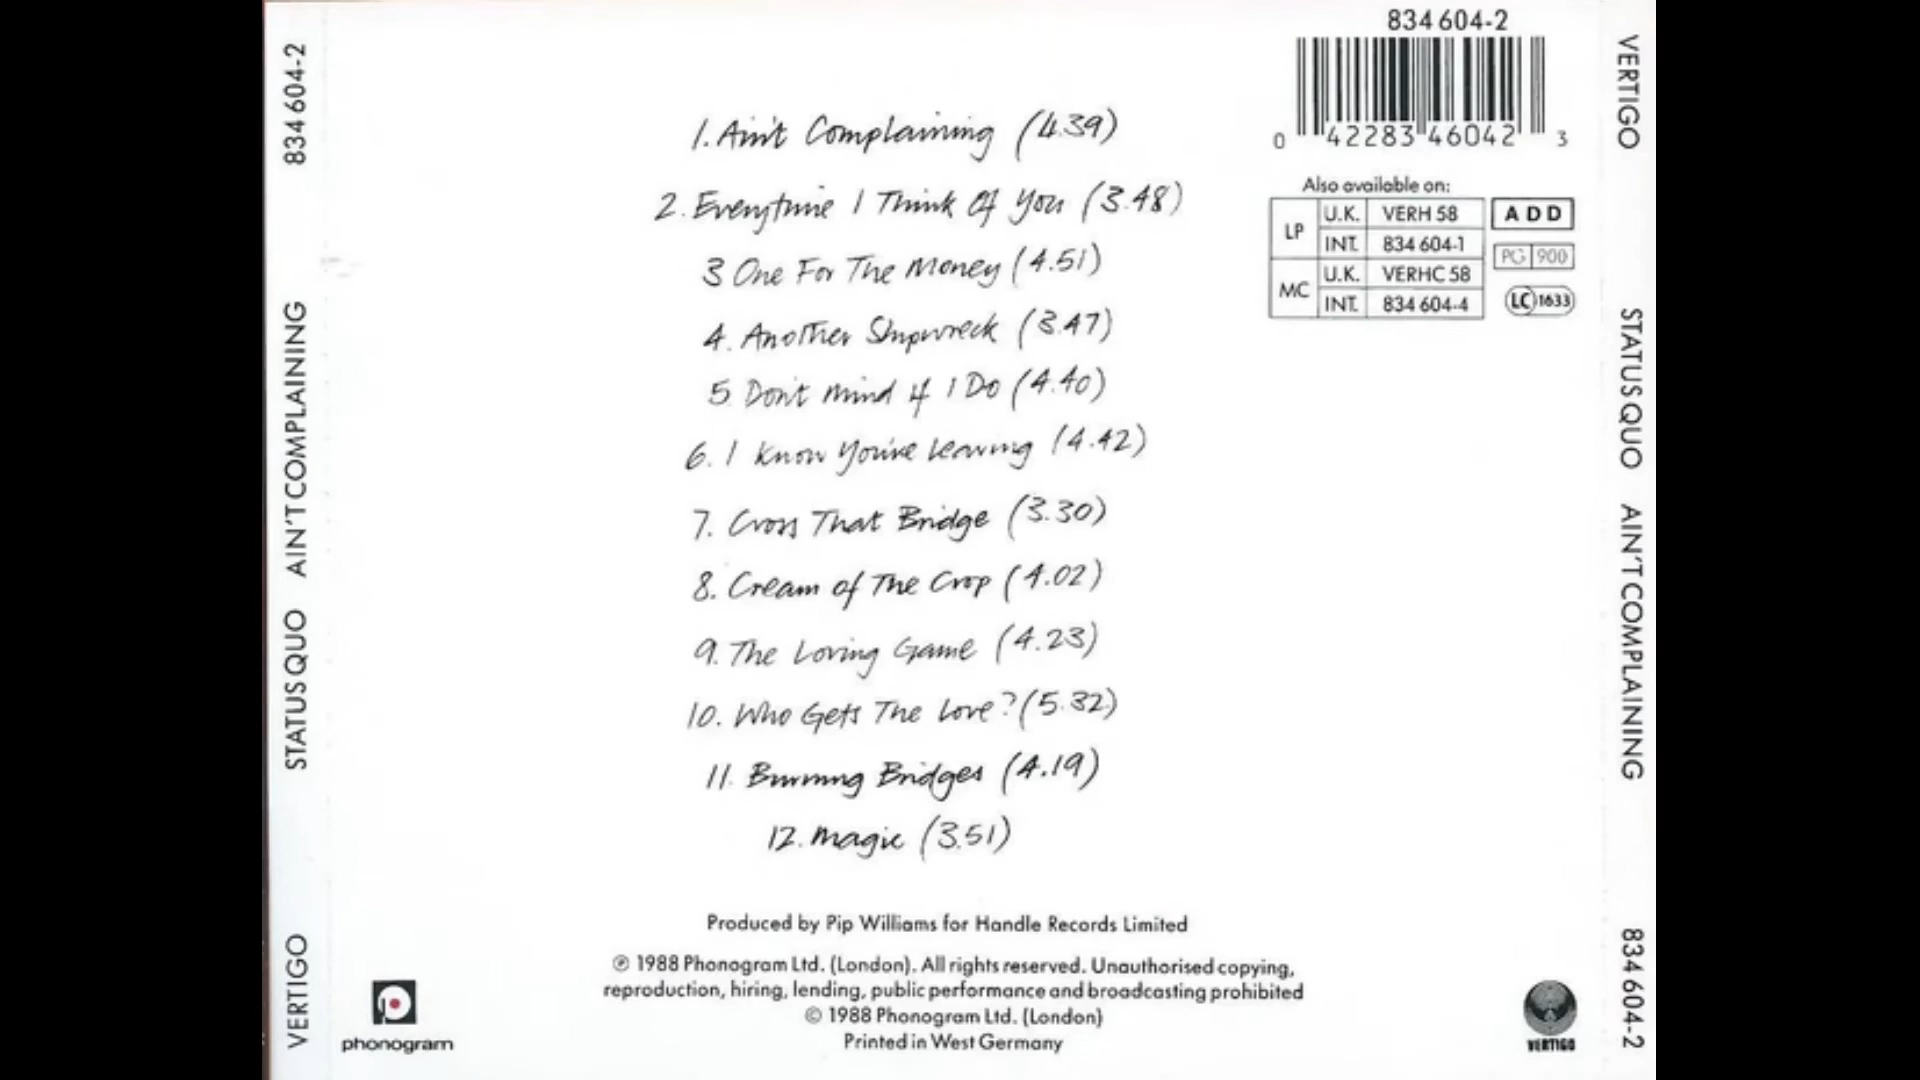 834 604-2
0 42283 46042 3
Also available on:
LP U.K. VERH 58
INT. 834 604-1
MC U.K. VERHC 58
INT. 834 604-4
ADD
PG 900
LC 1633
1. Ain't Complaining (4.39)
2. Everytime I Think Of You (3.48)
3 One For The Money (4.51)
4. Another Shipwreck (3.47)
5 Don't Mind if I Do (4.40)
6. I Know You're Leaving (4.42)
7. Cross That Bridge (3.30)
8. Cream of The Crop (4.02)
9. The Loving Game (4.23)
10. Who Gets The Love? (5.32)
11. Burning Bridges (4.19)
12. Magic (3.51)
Produced by Pip Williams for Handle Records Limited
℗ 1988 Phonogram Ltd. (London). All rights reserved. Unauthorised copying,
reproduction, hiring, lending, public performance and broadcasting prohibited
© 1988 Phonogram Ltd. (London)
Printed in West Germany
phonogram
VERTIGO
VERTIGO STATUS QUO AIN'T COMPLAINING 834 604-2
VERTIGO STATUS QUO AIN'T COMPLAINING 834 604-2